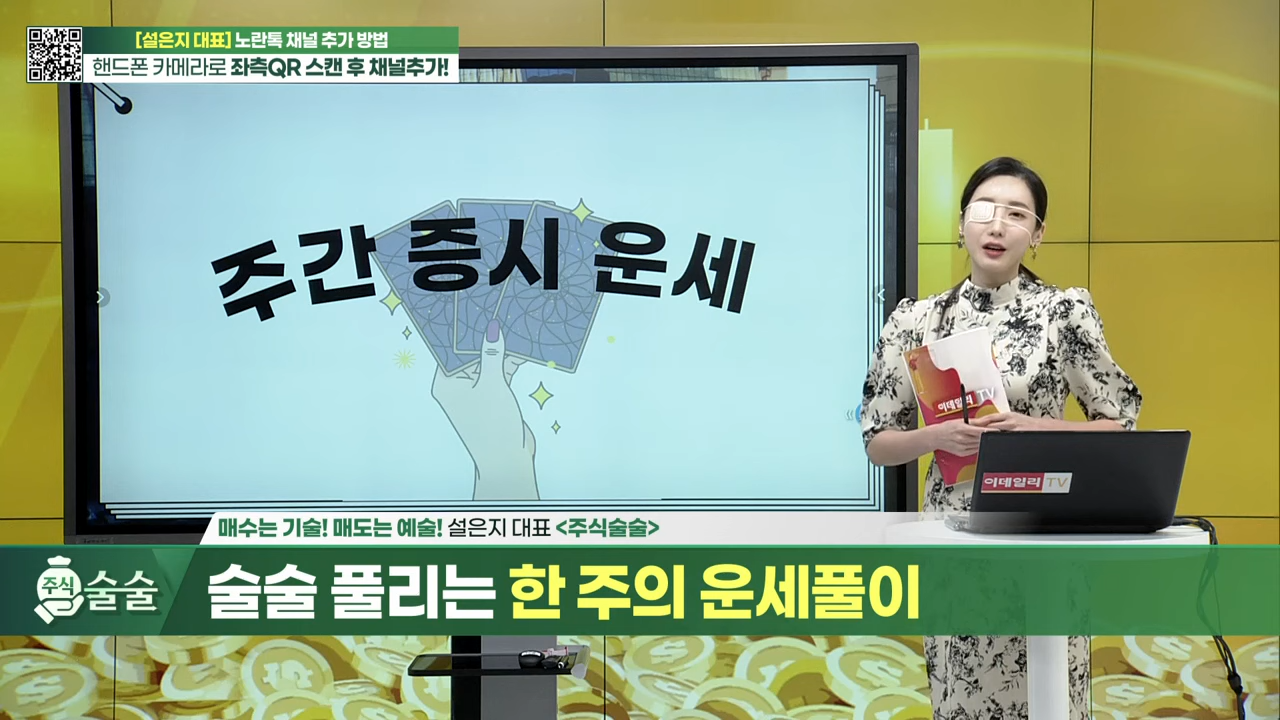 [설은지 대표] 노란톡 채널 추가 방법
핸드폰 카메라로 좌측QR 스캔 후 채널추가!
주간 증시 운세
이데일리 TV
이데일리 TV
매수는 기술! 매도는 예술! 설은지 대표 <주식술술>
주식 술술
술술 풀리는 한 주의 운세풀이